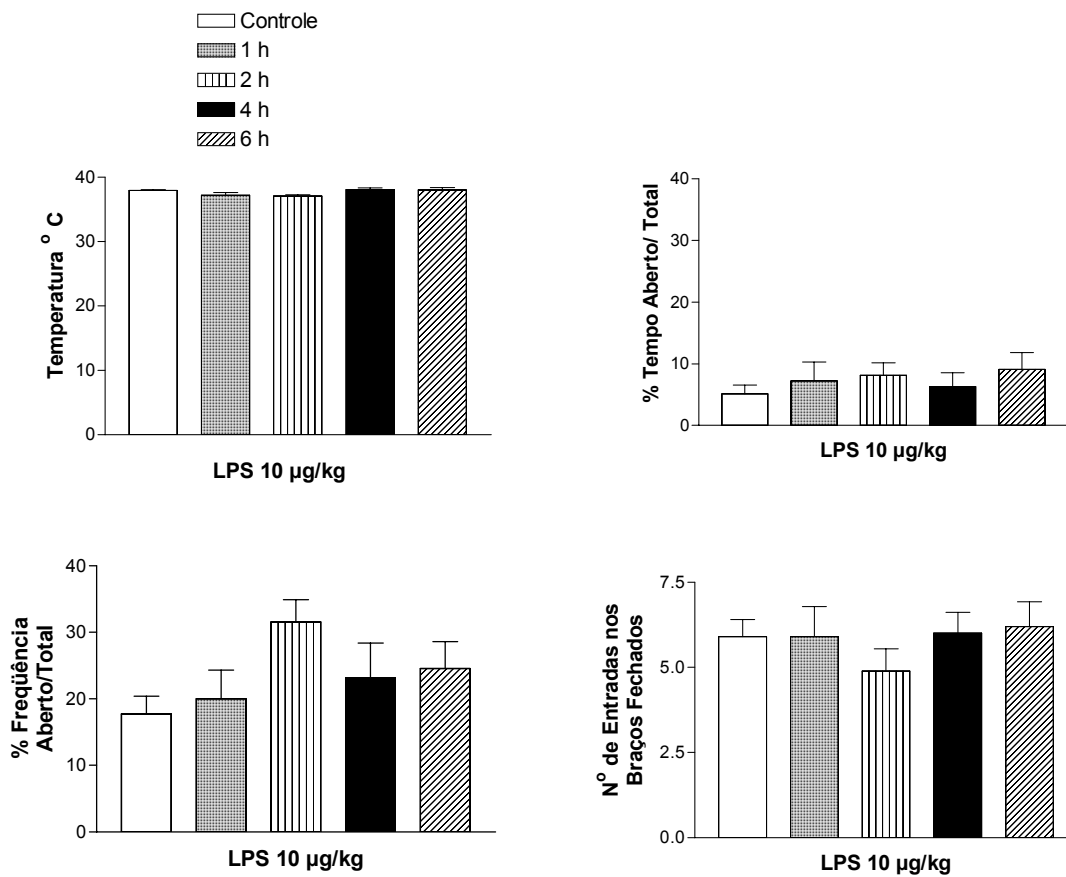 Controle
1 h
2 h
4 h
6 h
40
30
20
10
0
Temperatura º C
LPS 10 µg/kg
40
30
20
10
0
% Tempo Aberto/ Total
LPS 10 µg/kg
40
30
20
10
0
% Freqüência
Aberto/Total
LPS 10 µg/kg
7.5
5.0
2.5
0.0
Nº de Entradas nos
Braços Fechados
LPS 10 µg/kg